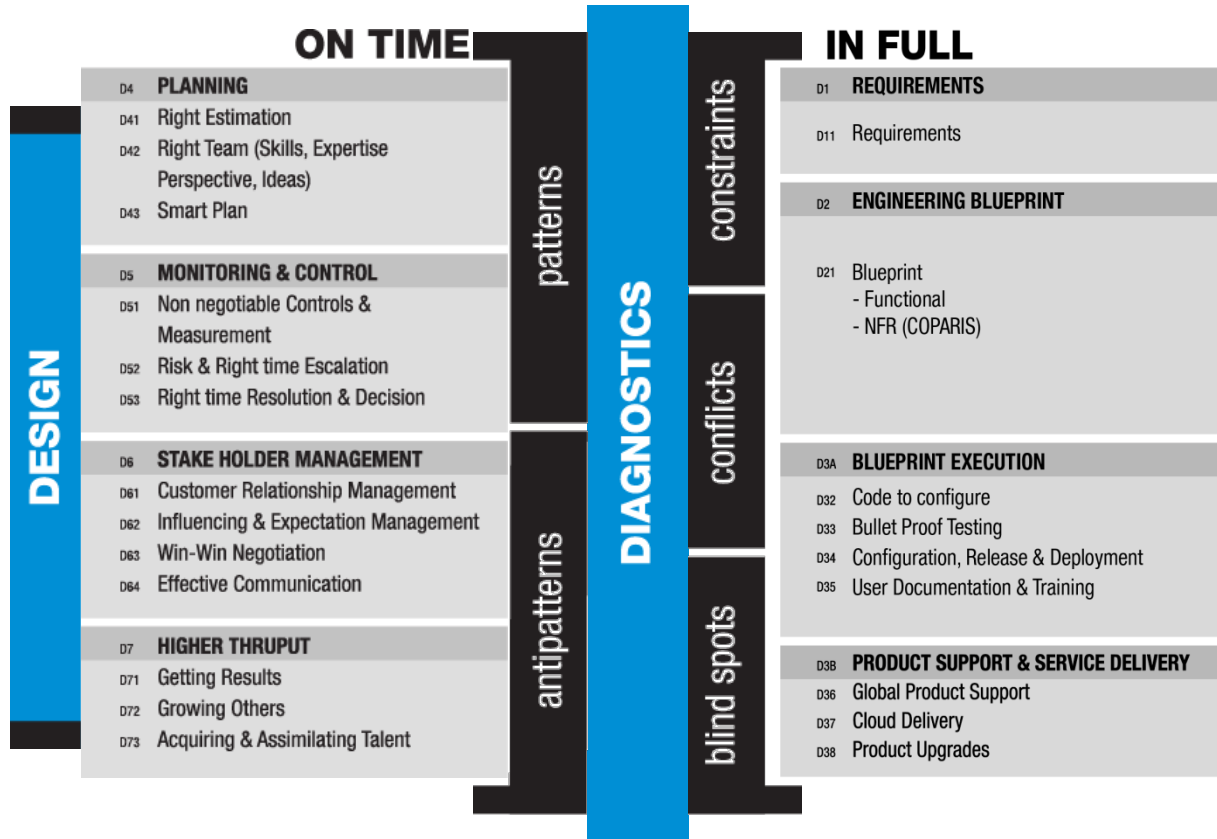 ON TIME
D4 PLANNING
D41 Right Estimation
D42 Right Team (Skills, Expertise
Perspective, Ideas)
D43 Smart Plan
D5 MONITORING & CONTROL
D51 Non negotiable Controls &
Measurement
D52 Risk & Right time Escalation
D53 Right time Resolution & Decision
D6 STAKE HOLDER MANAGEMENT
D61 Customer Relationship Management
D62 Influencing & Expectation Management
D63 Win-Win Negotiation
D64 Effective Communication
D7 HIGHER THRUPUT
D71 Getting Results
D72 Growing Others
D73 Acquiring & Assimilating Talent
DESIGN
patterns
antipatterns
DIAGNOSTICS
constraints
conflicts
blind spots
IN FULL
D1 REQUIREMENTS
D11 Requirements
D2 ENGINEERING BLUEPRINT
D21 Blueprint
- Functional
- NFR (COPARIS)
D3A BLUEPRINT EXECUTION
D32 Code to configure
D33 Bullet Proof Testing
D34 Configuration, Release & Deployment
D35 User Documentation & Training
D3B PRODUCT SUPPORT & SERVICE DELIVERY
D36 Global Product Support
D37 Cloud Delivery
D38 Product Upgrades